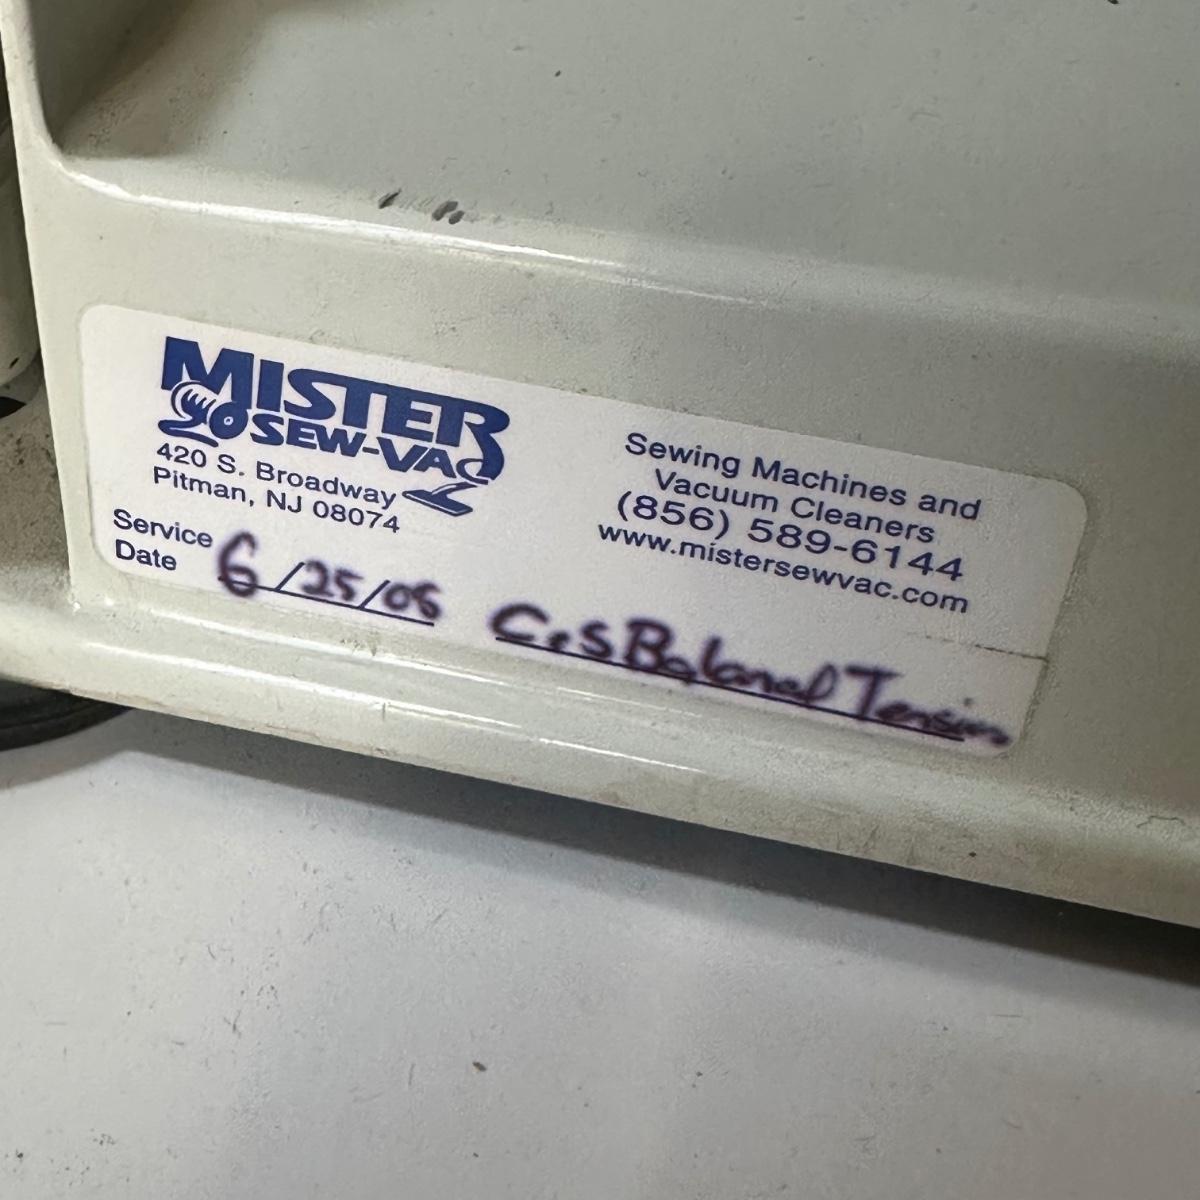 MISTER
SEW-VAC
420 S. Broadway
Pitman, NJ 08074
Sewing Machines and
Vacuum Cleaners
(856) 589-6144
www.mistersewvac.com
Service
Date 6/25/08 Balanced Tension